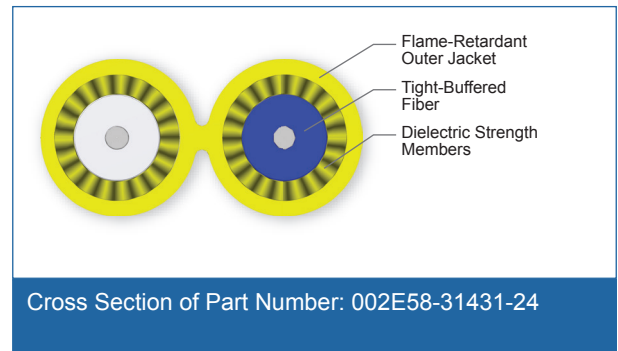 Flame-Retardant
Outer Jacket
Tight-Buffered
Fiber
Dielectric Strength
Members
Cross Section of Part Number: 002E58-31431-24